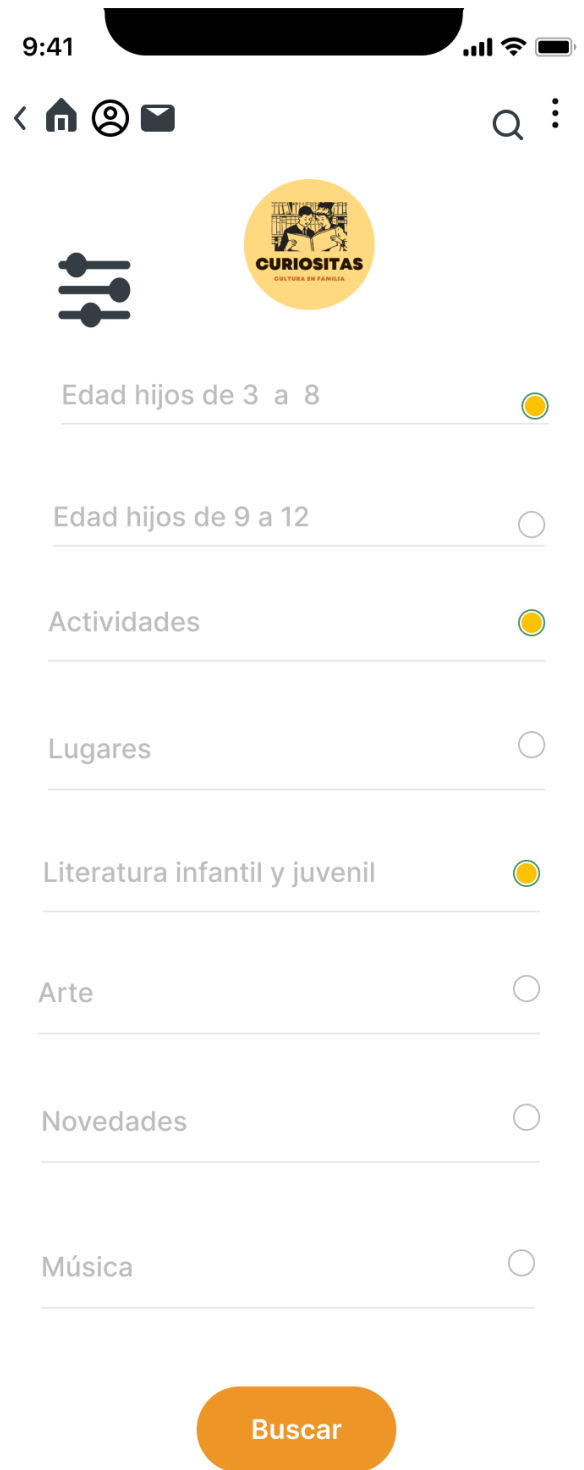 9:41
CURIOSITAS
CULTURA EN FAMILIA
Edad hijos de 3 a 8
Edad hijos de 9 a 12
Actividades
Lugares
Literatura infantil y juvenil
Arte
Novedades
Música
Buscar